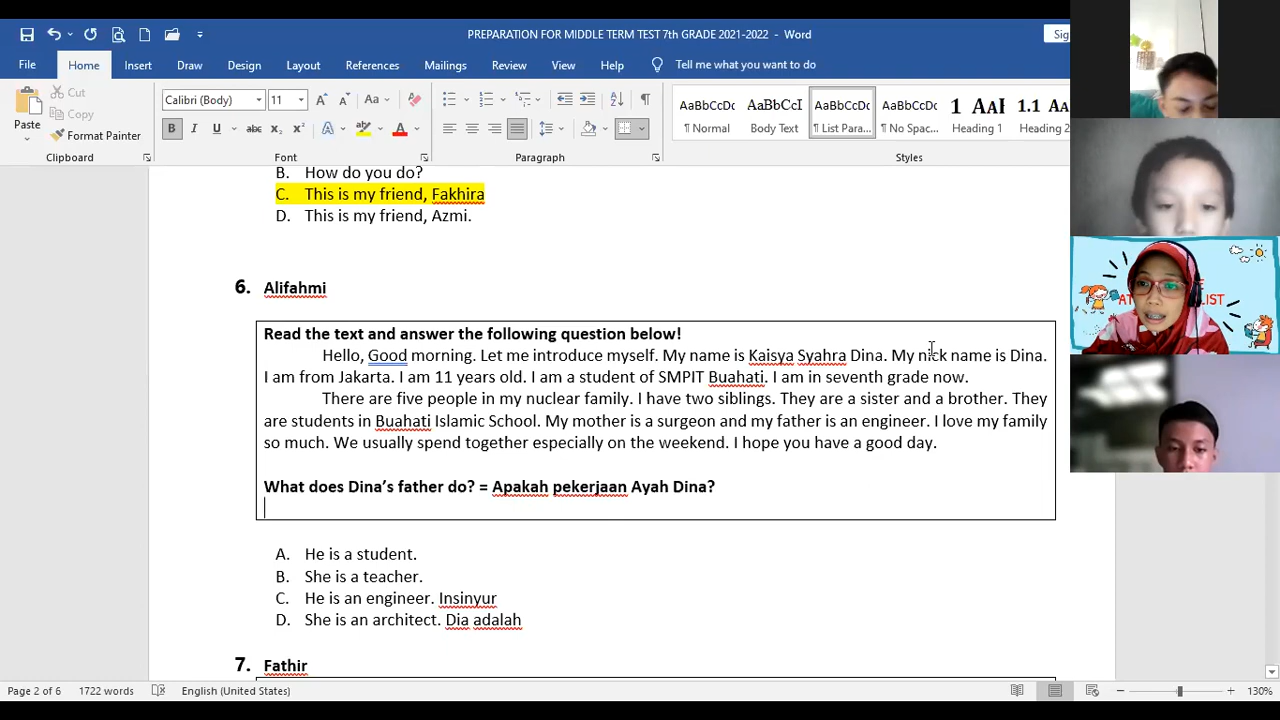 PREPARATION FOR MIDDLE TERM TEST 7th GRADE 2021-2022 - Word
File Home Insert Draw Design Layout References Mailings Review View Help Tell me what you want to do
Paste
Cut
Copy
Format Painter
Calibri (Body) 11
AaBbCcDc AaBbCcI AaBbCcDc AaBbCcDc 1 AaI 1.1 AaB
¶ Normal Body Text ¶ List Para... ¶ No Spac... Heading 1 Heading 2
Clipboard Font Paragraph Styles
B. How do you do?
C. This is my friend, Fakhira
D. This is my friend, Azmi.
6. Alifahmi
Read the text and answer the following question below!
Hello, Good morning. Let me introduce myself. My name is Kaisya Syahra Dina. My nick name is Dina.
I am from Jakarta. I am 11 years old. I am a student of SMPIT Buahati. I am in seventh grade now.
There are five people in my nuclear family. I have two siblings. They are a sister and a brother. They
are students in Buahati Islamic School. My mother is a surgeon and my father is an engineer. I love my family
so much. We usually spend together especially on the weekend. I hope you have a good day.
What does Dina's father do? = Apakah pekerjaan Ayah Dina?
A. He is a student.
B. She is a teacher.
C. He is an engineer. Insinyur
D. She is an architect. Dia adalah
7. Fathir
Page 2 of 6 1722 words English (United States) 130%